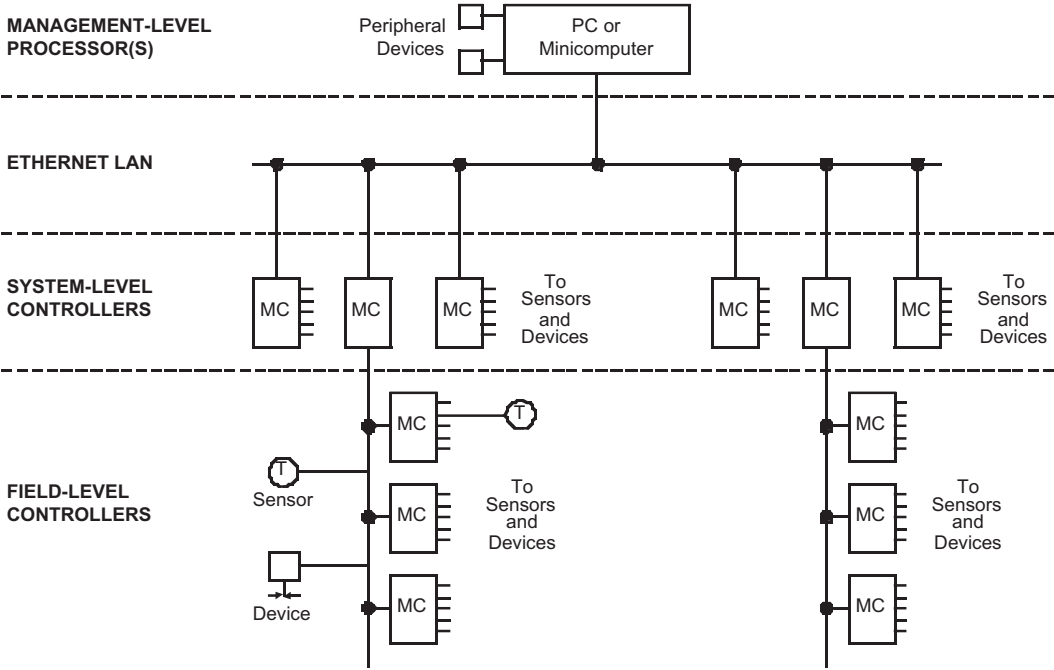 MANAGEMENT-LEVEL
PROCESSOR(S)
Peripheral
Devices
PC or
Minicomputer
ETHERNET LAN
SYSTEM-LEVEL
CONTROLLERS
MC
MC
MC
To
Sensors
and
Devices
MC
MC
MC
To
Sensors
and
Devices
FIELD-LEVEL
CONTROLLERS
MC
T
T
Sensor
MC
To
Sensors
and
Devices
Device
MC
MC
MC
To
Sensors
and
Devices
MC